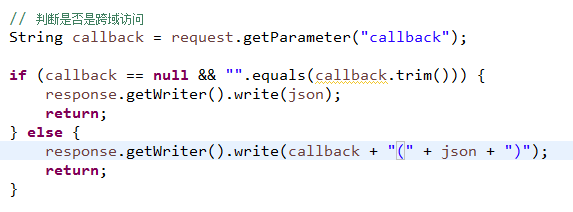 // 判断是否是跨域访问
String callback = request.getParameter("callback");
if (callback == null && "".equals(callback.trim())) {
response.getWriter().write(json);
return;
} else {
response.getWriter().write(callback + "(" + json + ")");
return;
}